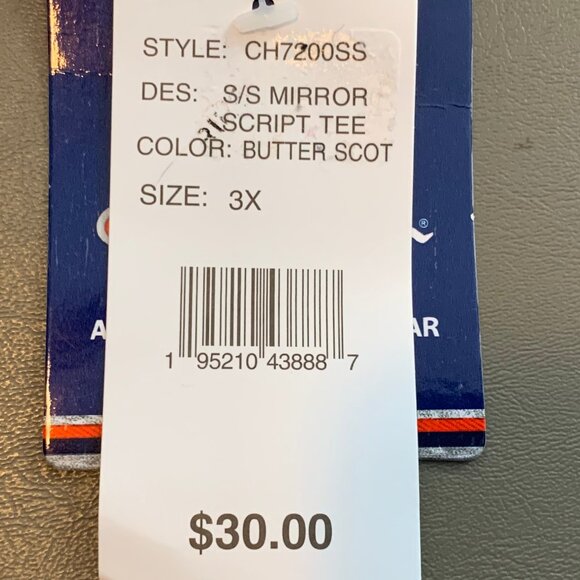 STYLE: CH7200SS
DES: S/S MIRROR
SCRIPT TEE
COLOR: BUTTER SCOT
SIZE: 3X
1 95210 43888 7
$30.00